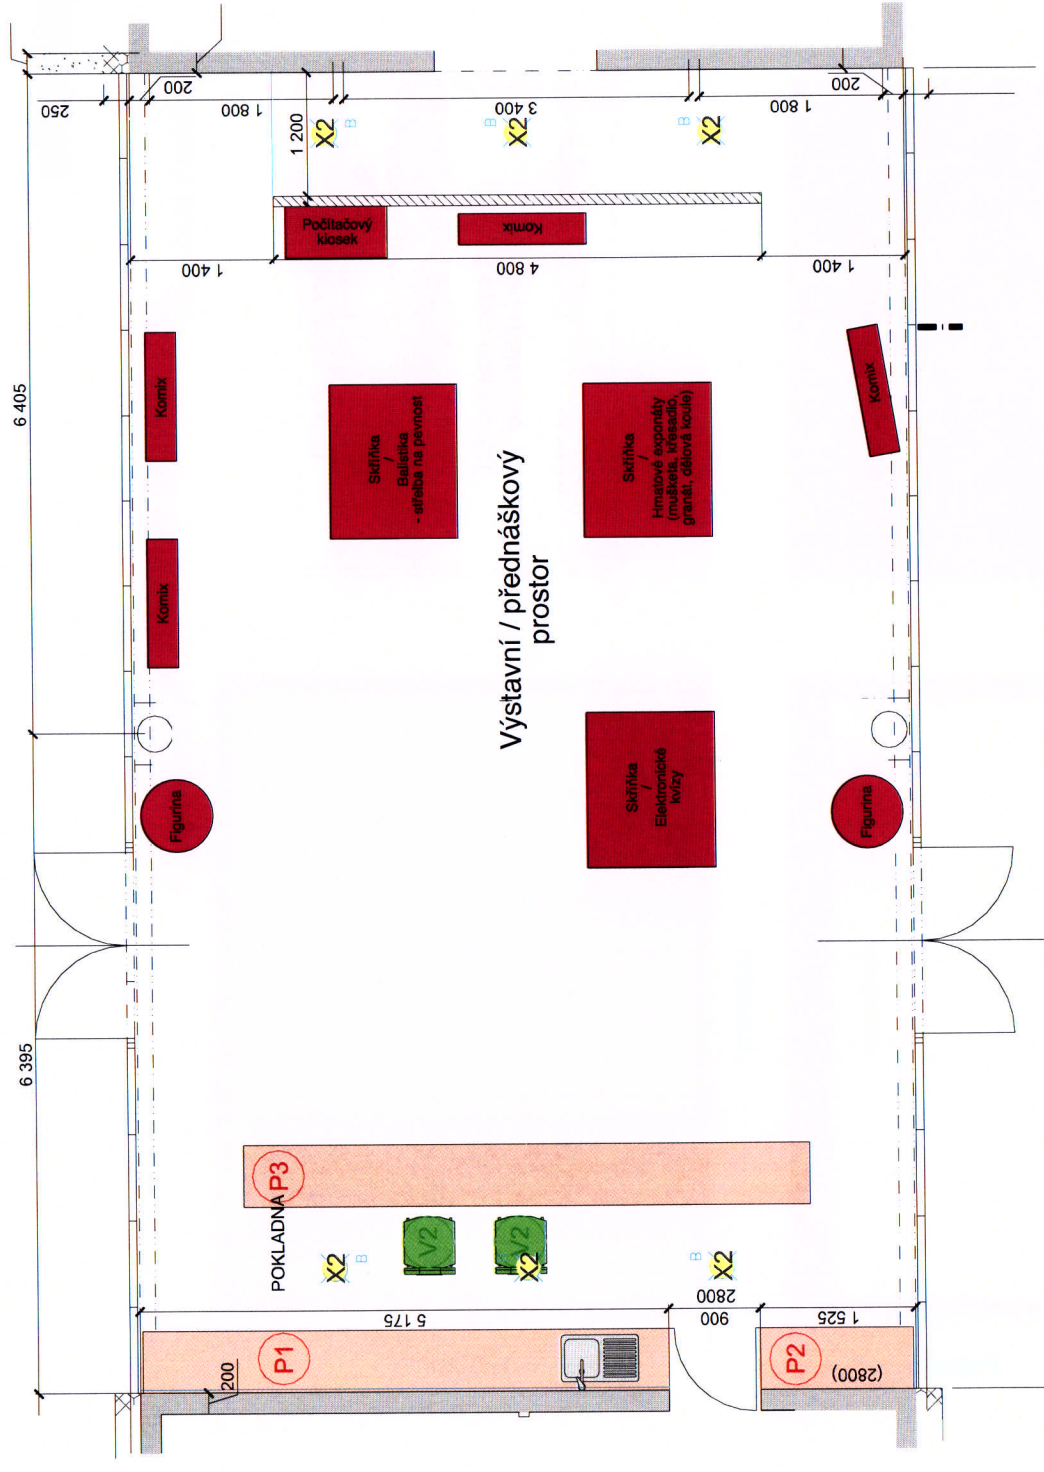 250
200
1 800
3 400
1 800
200
1 200
X2
B
B
X2
B
X2
Počítačový
kiosek
Komix
1 400
4 800
1 400
6 405
Komix
Skříňka
/
Balistika
- střelba na pevnost
Skříňka
/
Hmatové exponáty
(mušketa, křesadlo,
granát, dělová koule)
Komix
Komix
Výstavní / přednáškový
prostor
Figurína
Skříňka
/
Elektronické
kvízy
Figurína
6 395
P3
POKLADNA
X2
B
V2
V2
X2
B
X2
5 175
2800
900
1 525
P1
200
P2
(2800)